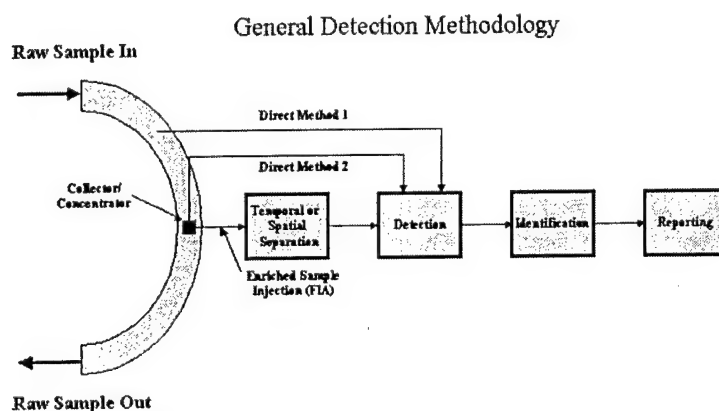 General Detection Methodology
Raw Sample In
Direct Method 1
Direct Method 2
Collector/
Concentrator
Temporal or
Spatial
Separation
Detection
Identification
Reporting
Enriched Sample
Injection (FIA)
Raw Sample Out